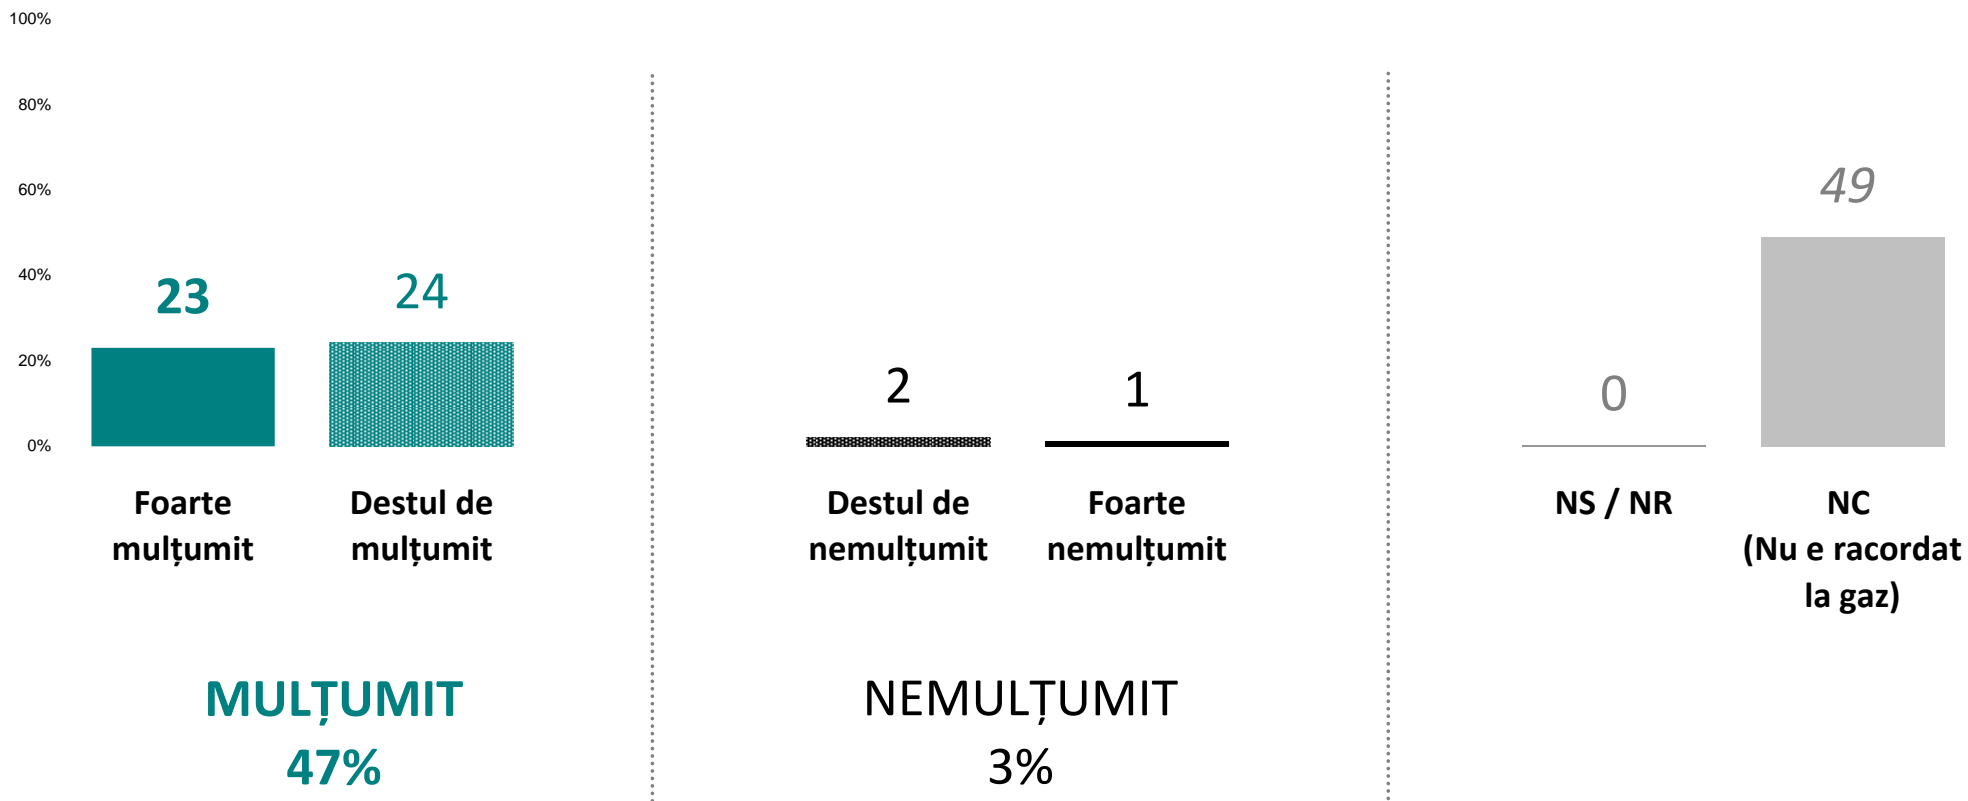 100%
80%
60%
40%
20%
0%
23
24
2
1
0
49
Foarte
mulțumit
Destul de
mulțumit
Destul de
nemulțumit
Foarte
nemulțumit
NS / NR
NC
(Nu e racordat
la gaz)
MULȚUMIT
47%
NEMULȚUMIT
3%